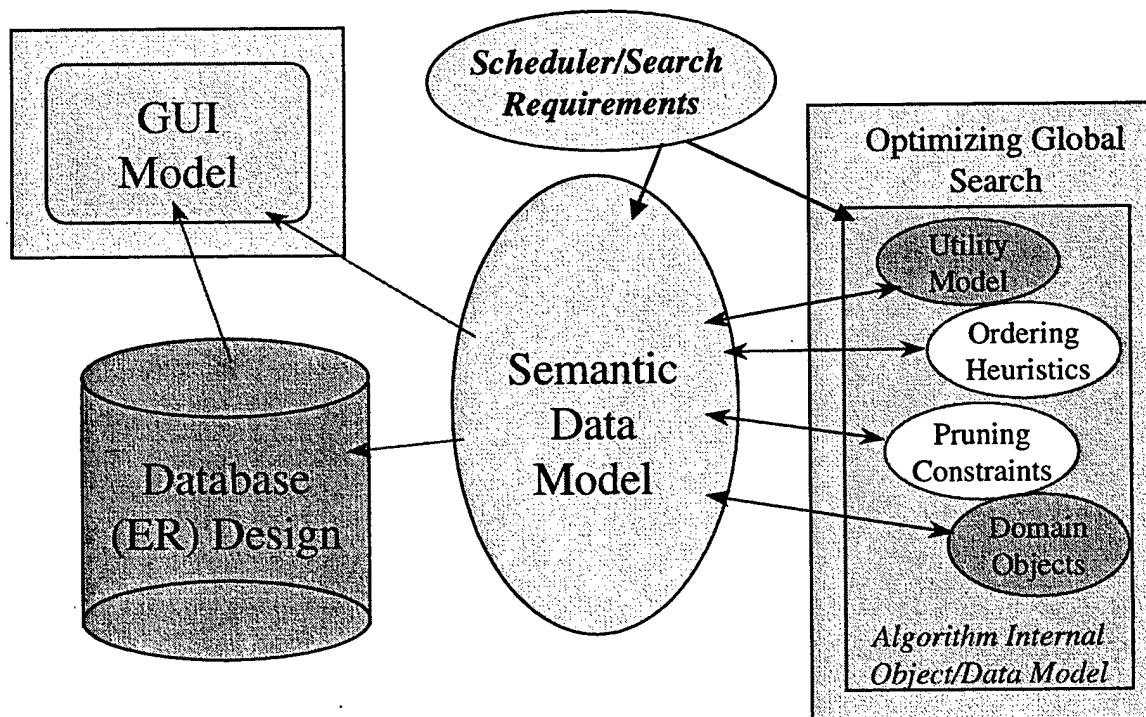 GUI
Model
Scheduler/Search
Requirements
Optimizing Global
Search
Utility
Model
Ordering
Heuristics
Pruning
Constraints
Domain
Objects
Algorithm Internal
Object/Data Model
Semantic
Data
Model
Database
(ER) Design